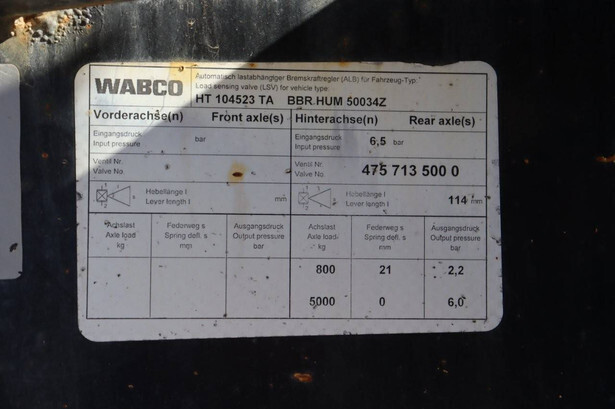 WABCO
Automatisch lastabhängiger Bremskraftregler (ALB) für Fahrzeug-Typ:
Load sensing valve (LSV) for vehicle type:
HT 104523 TA BBR HUM 50034Z
Vorderachse(n) Front axle(s) Hinterachse(n) Rear axle(s)
Eingangsdruck Eingangsdruck
Input pressure bar Input pressure 6,5 bar
Ventil Nr. Ventil Nr.
Valve No. Valve No. 475 713 500 0
Hebellänge l Hebellänge l
Lever length l mm Lever length l 114 mm
Achslast Federweg s Ausgangsdruck Achslast Federweg s Ausgangsdruck
Axle load Spring defl. s Output pressure Axle load Spring defl. s Output pressure
kg mm bar kg mm bar
800 21 2,2
5000 0 6,0